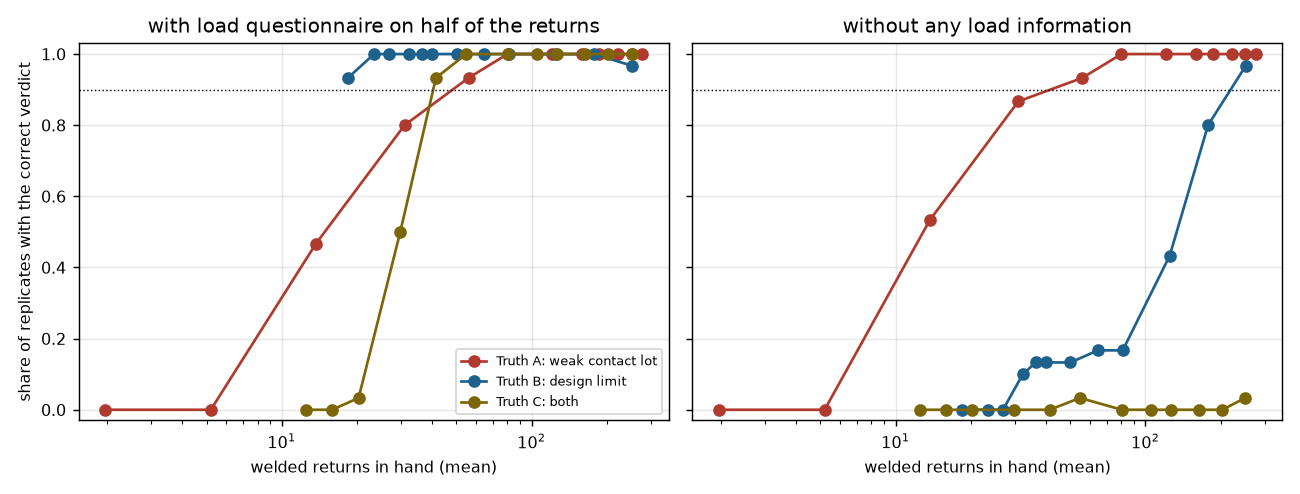 with load questionnaire on half of the returns
without any load information
share of replicates with the correct verdict
1.0
0.8
0.6
0.4
0.2
0.0
Truth A: weak contact lot
Truth B: design limit
Truth C: both
10¹
10²
10¹
10²
welded returns in hand (mean)
welded returns in hand (mean)